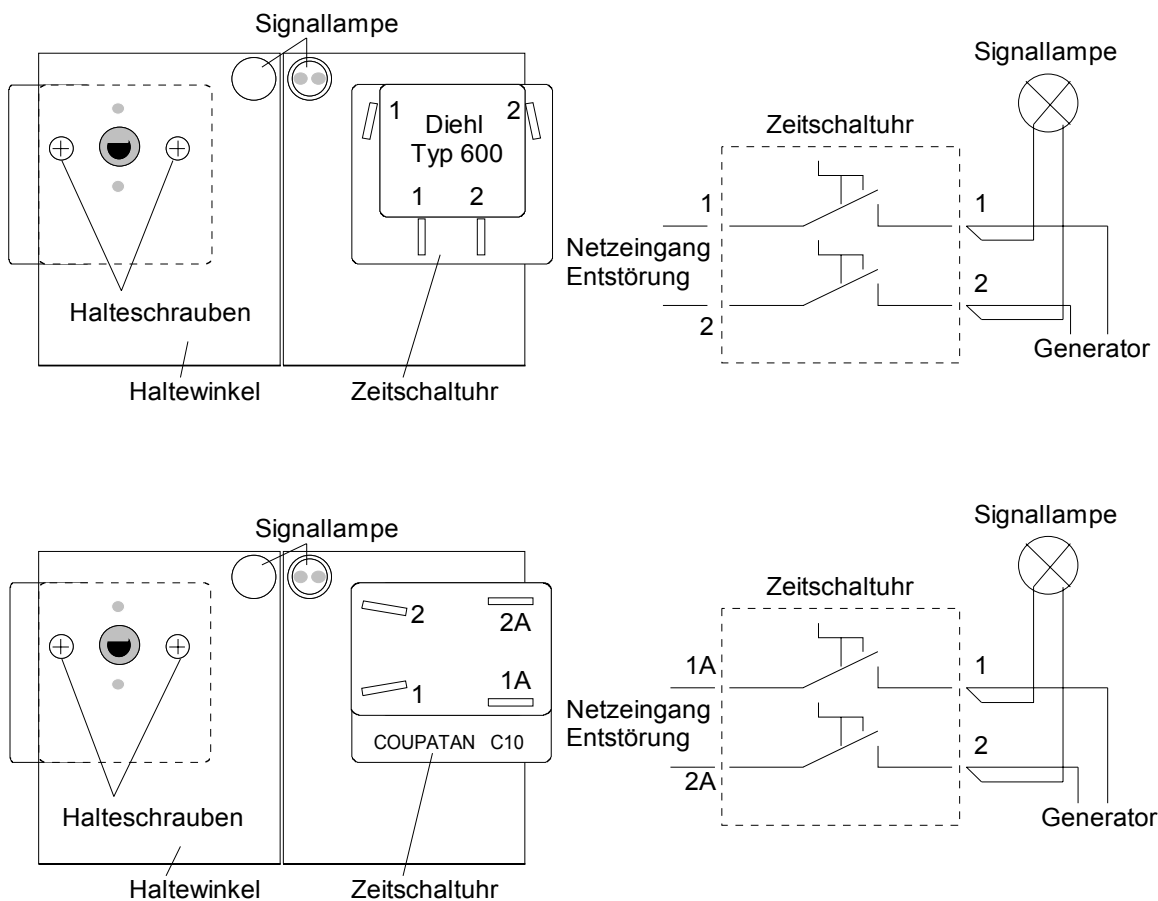 Signallampe
1
2
Diehl
Typ 600
1
2
Halteschrauben
Haltewinkel
Zeitschaltuhr
Signallampe
Zeitschaltuhr
1
1
Netzeingang
Entstörung
2
2
Generator
Signallampe
2
2A
1
1A
COUPATAN C10
Halteschrauben
Haltewinkel
Zeitschaltuhr
Signallampe
Zeitschaltuhr
1A
1
Netzeingang
Entstörung
2
2A
Generator